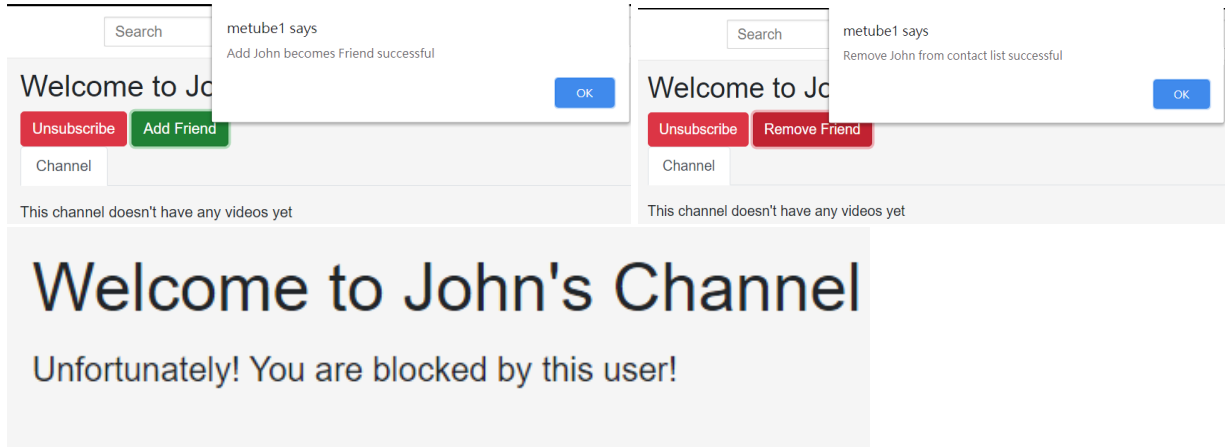 Search
metube1 says
Add John becomes Friend successful
OK
Welcome to Jo
Unsubscribe
Add Friend
Channel
This channel doesn't have any videos yet
Search
metube1 says
Remove John from contact list successful
OK
Welcome to Jo
Unsubscribe
Remove Friend
Channel
This channel doesn't have any videos yet
Welcome to John's Channel
Unfortunately! You are blocked by this user!